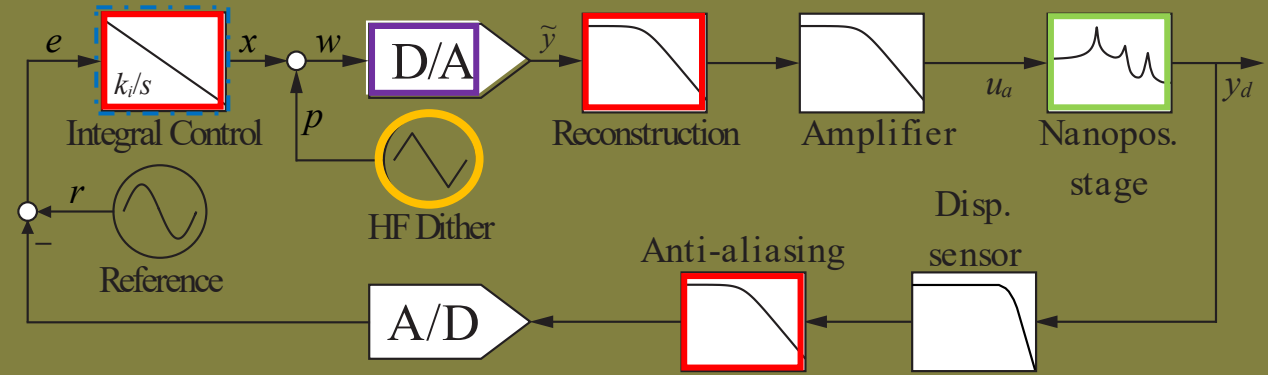 e
k_i/s
Integral Control
x
w
p
D/A
HF Dither
ỹ
Reconstruction
Amplifier
u_a
Nanopos.
stage
y_d
r
−
Reference
A/D
Anti-aliasing
Disp.
sensor